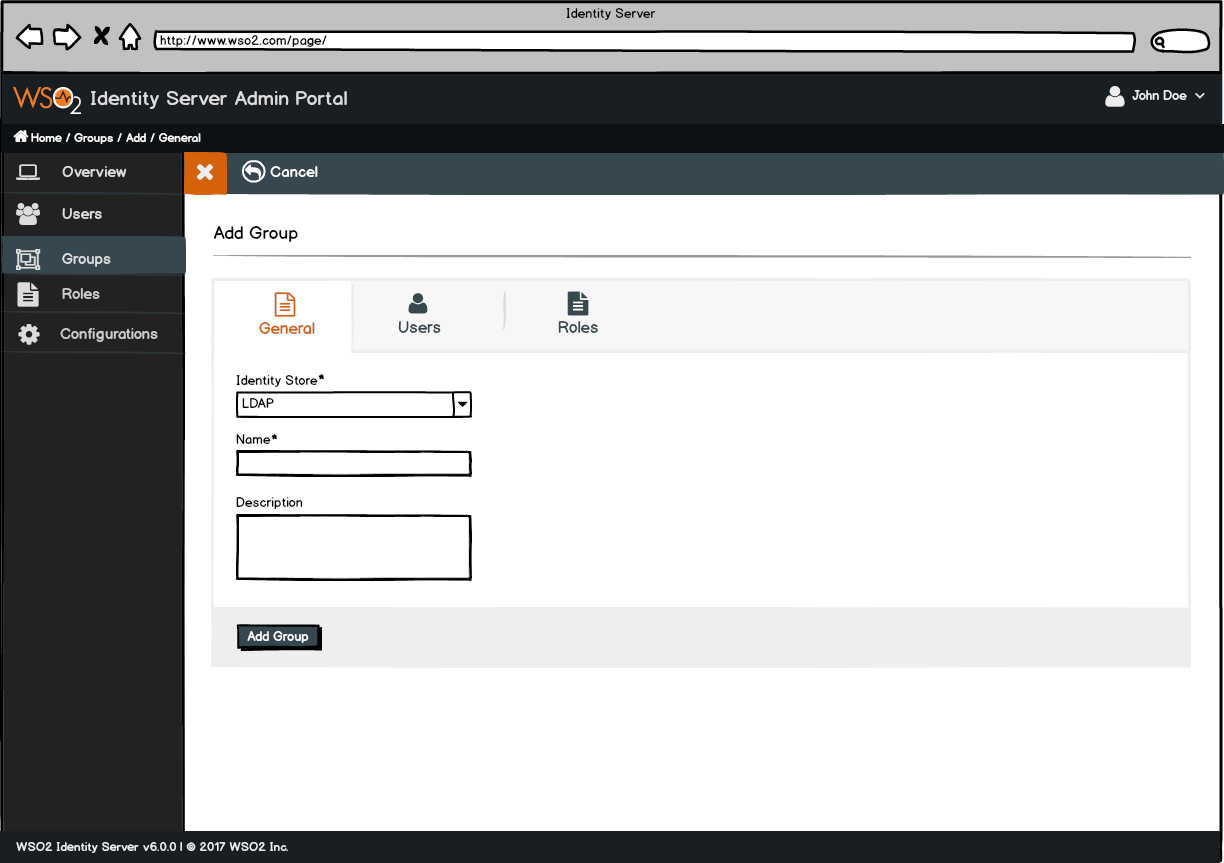 Identity Server
http://www.wso2.com/page/
WSO2 Identity Server Admin Portal
John Doe
Home / Groups / Add / General
Overview
Cancel
Users
Add Group
Groups
Roles
Configurations
General
Users
Roles
Identity Store*
LDAP
Name*
Description
Add Group
WSO2 Identity Server v6.0.0 | © 2017 WSO2 Inc.